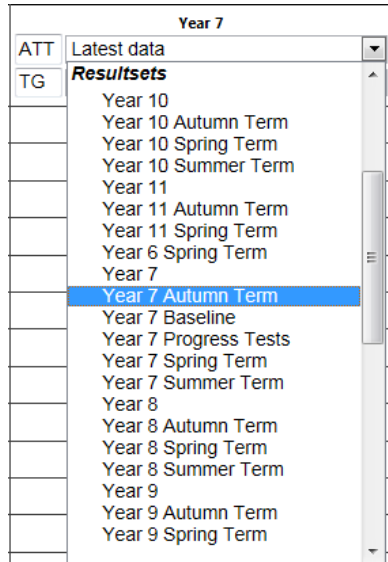 Year 7
ATT Latest data
TG Resultsets
Year 10
Year 10 Autumn Term
Year 10 Spring Term
Year 10 Summer Term
Year 11
Year 11 Autumn Term
Year 11 Spring Term
Year 6 Spring Term
Year 7
Year 7 Autumn Term
Year 7 Baseline
Year 7 Progress Tests
Year 7 Spring Term
Year 7 Summer Term
Year 8
Year 8 Autumn Term
Year 8 Spring Term
Year 8 Summer Term
Year 9
Year 9 Autumn Term
Year 9 Spring Term